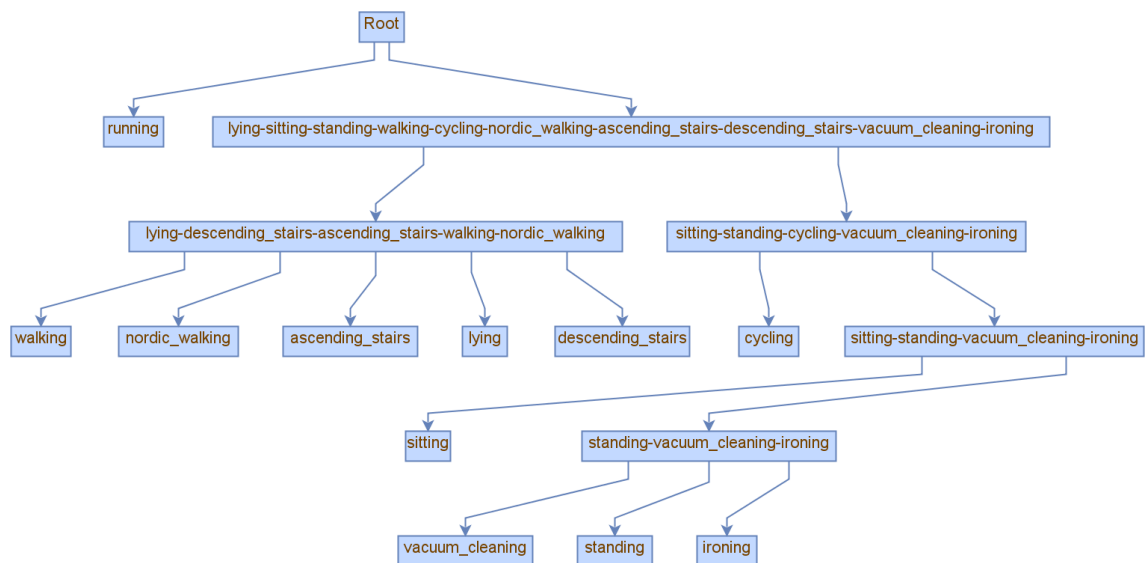 Root
running
lying-sitting-standing-walking-cycling-nordic_walking-ascending_stairs-descending_stairs-vacuum_cleaning-ironing
lying-descending_stairs-ascending_stairs-walking-nordic_walking
sitting-standing-cycling-vacuum_cleaning-ironing
walking
nordic_walking
ascending_stairs
lying
descending_stairs
cycling
sitting-standing-vacuum_cleaning-ironing
sitting
standing-vacuum_cleaning-ironing
vacuum_cleaning
standing
ironing